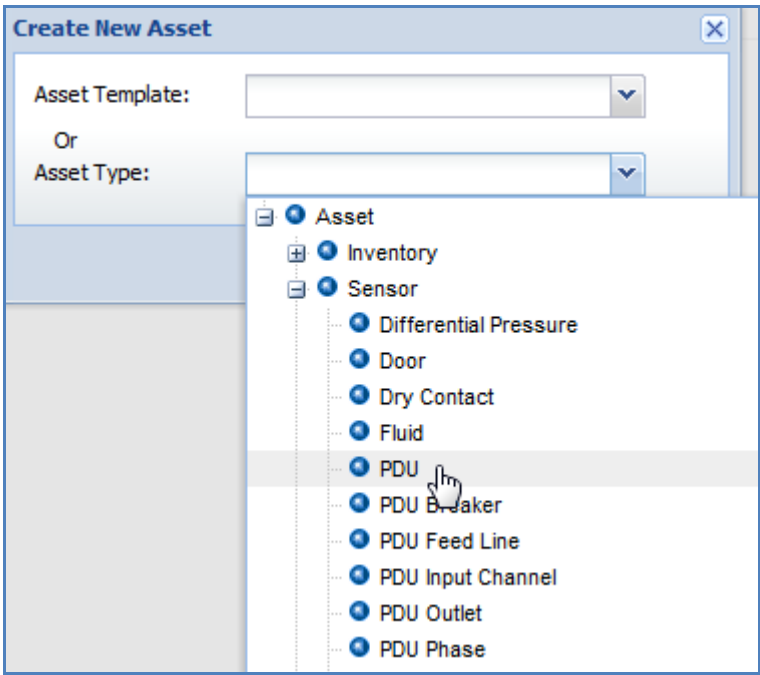 Create New Asset
Asset Template:
Or
Asset Type:
Asset
Inventory
Sensor
Differential Pressure
Door
Dry Contact
Fluid
PDU
PDU Breaker
PDU Feed Line
PDU Input Channel
PDU Outlet
PDU Phase